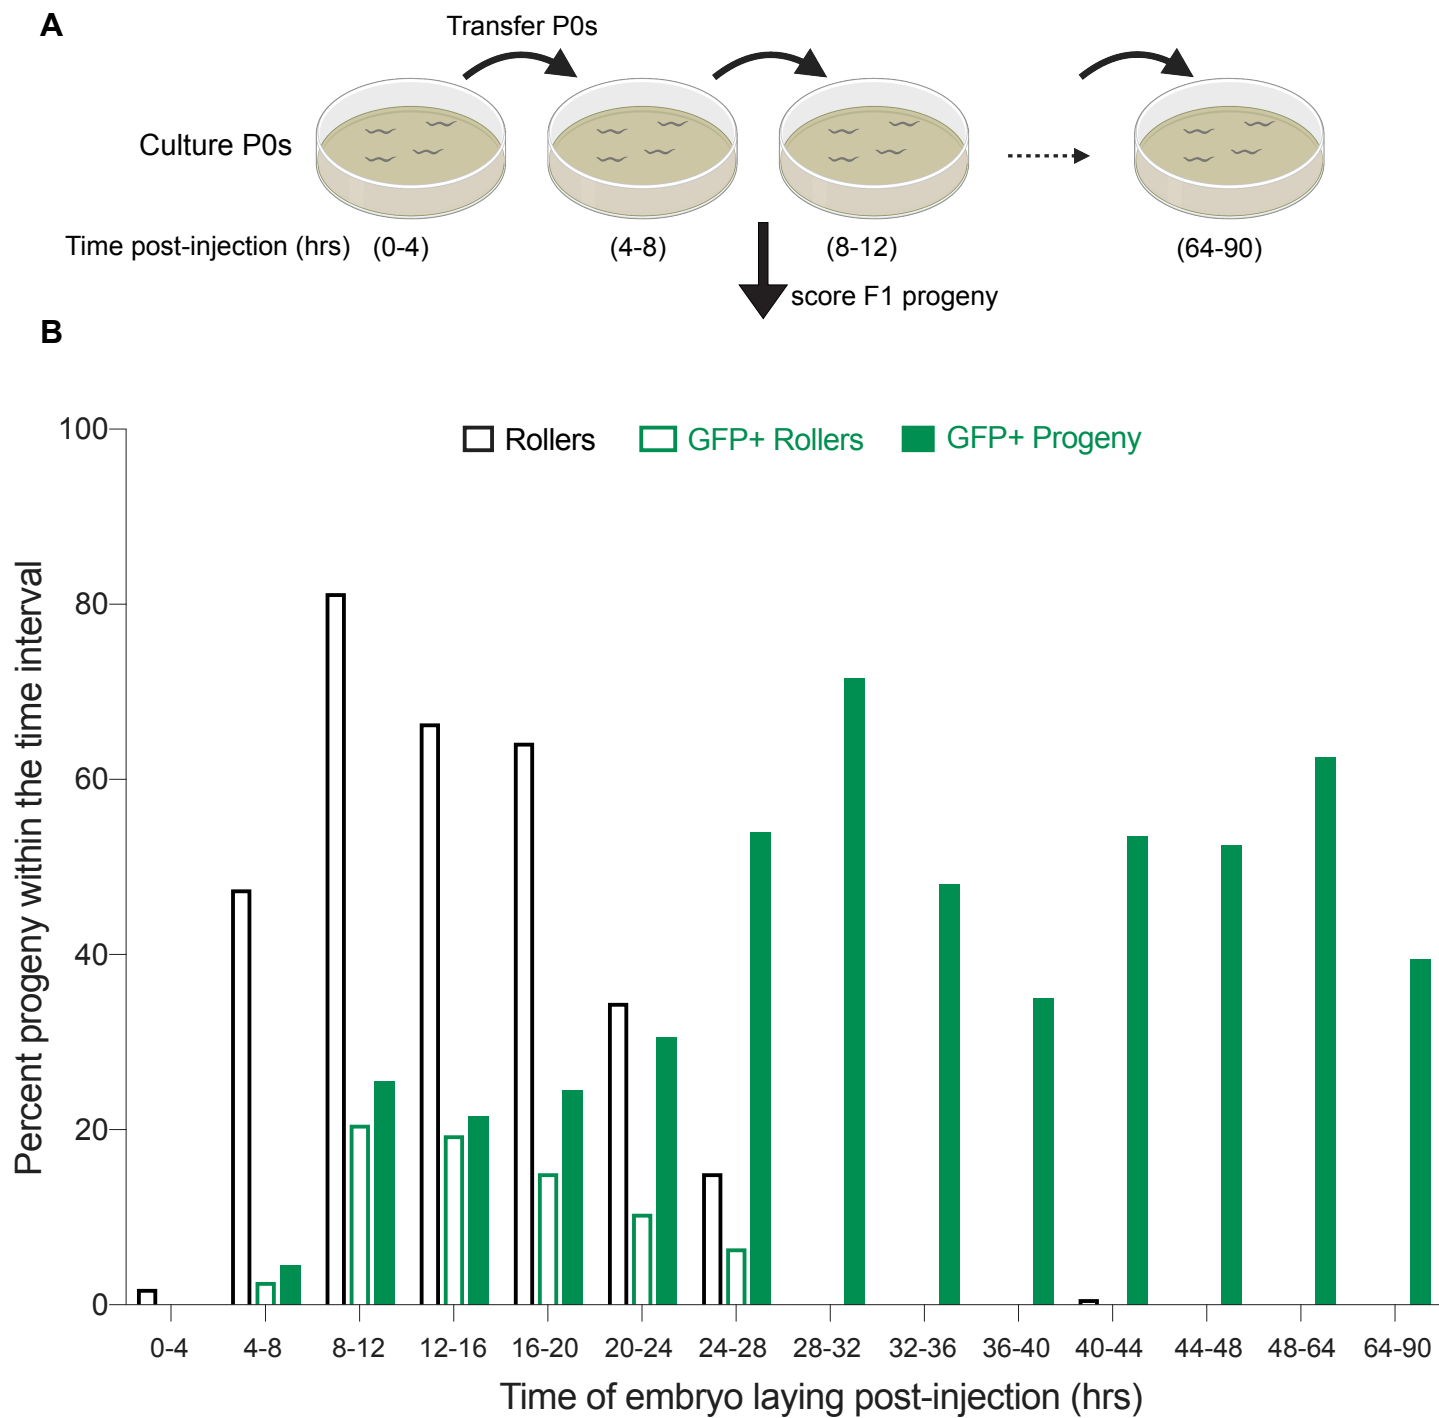 A
Transfer P0s
Culture P0s
Time post-injection (hrs) (0-4) (4-8) (8-12) (64-90)
score F1 progeny
B
Rollers GFP+ Rollers GFP+ Progeny
Percent progeny within the time interval
100
80
60
40
20
0
0-4 4-8 8-12 12-16 16-20 20-24 24-28 28-32 32-36 36-40 40-44 44-48 48-64 64-90
Time of embryo laying post-injection (hrs)